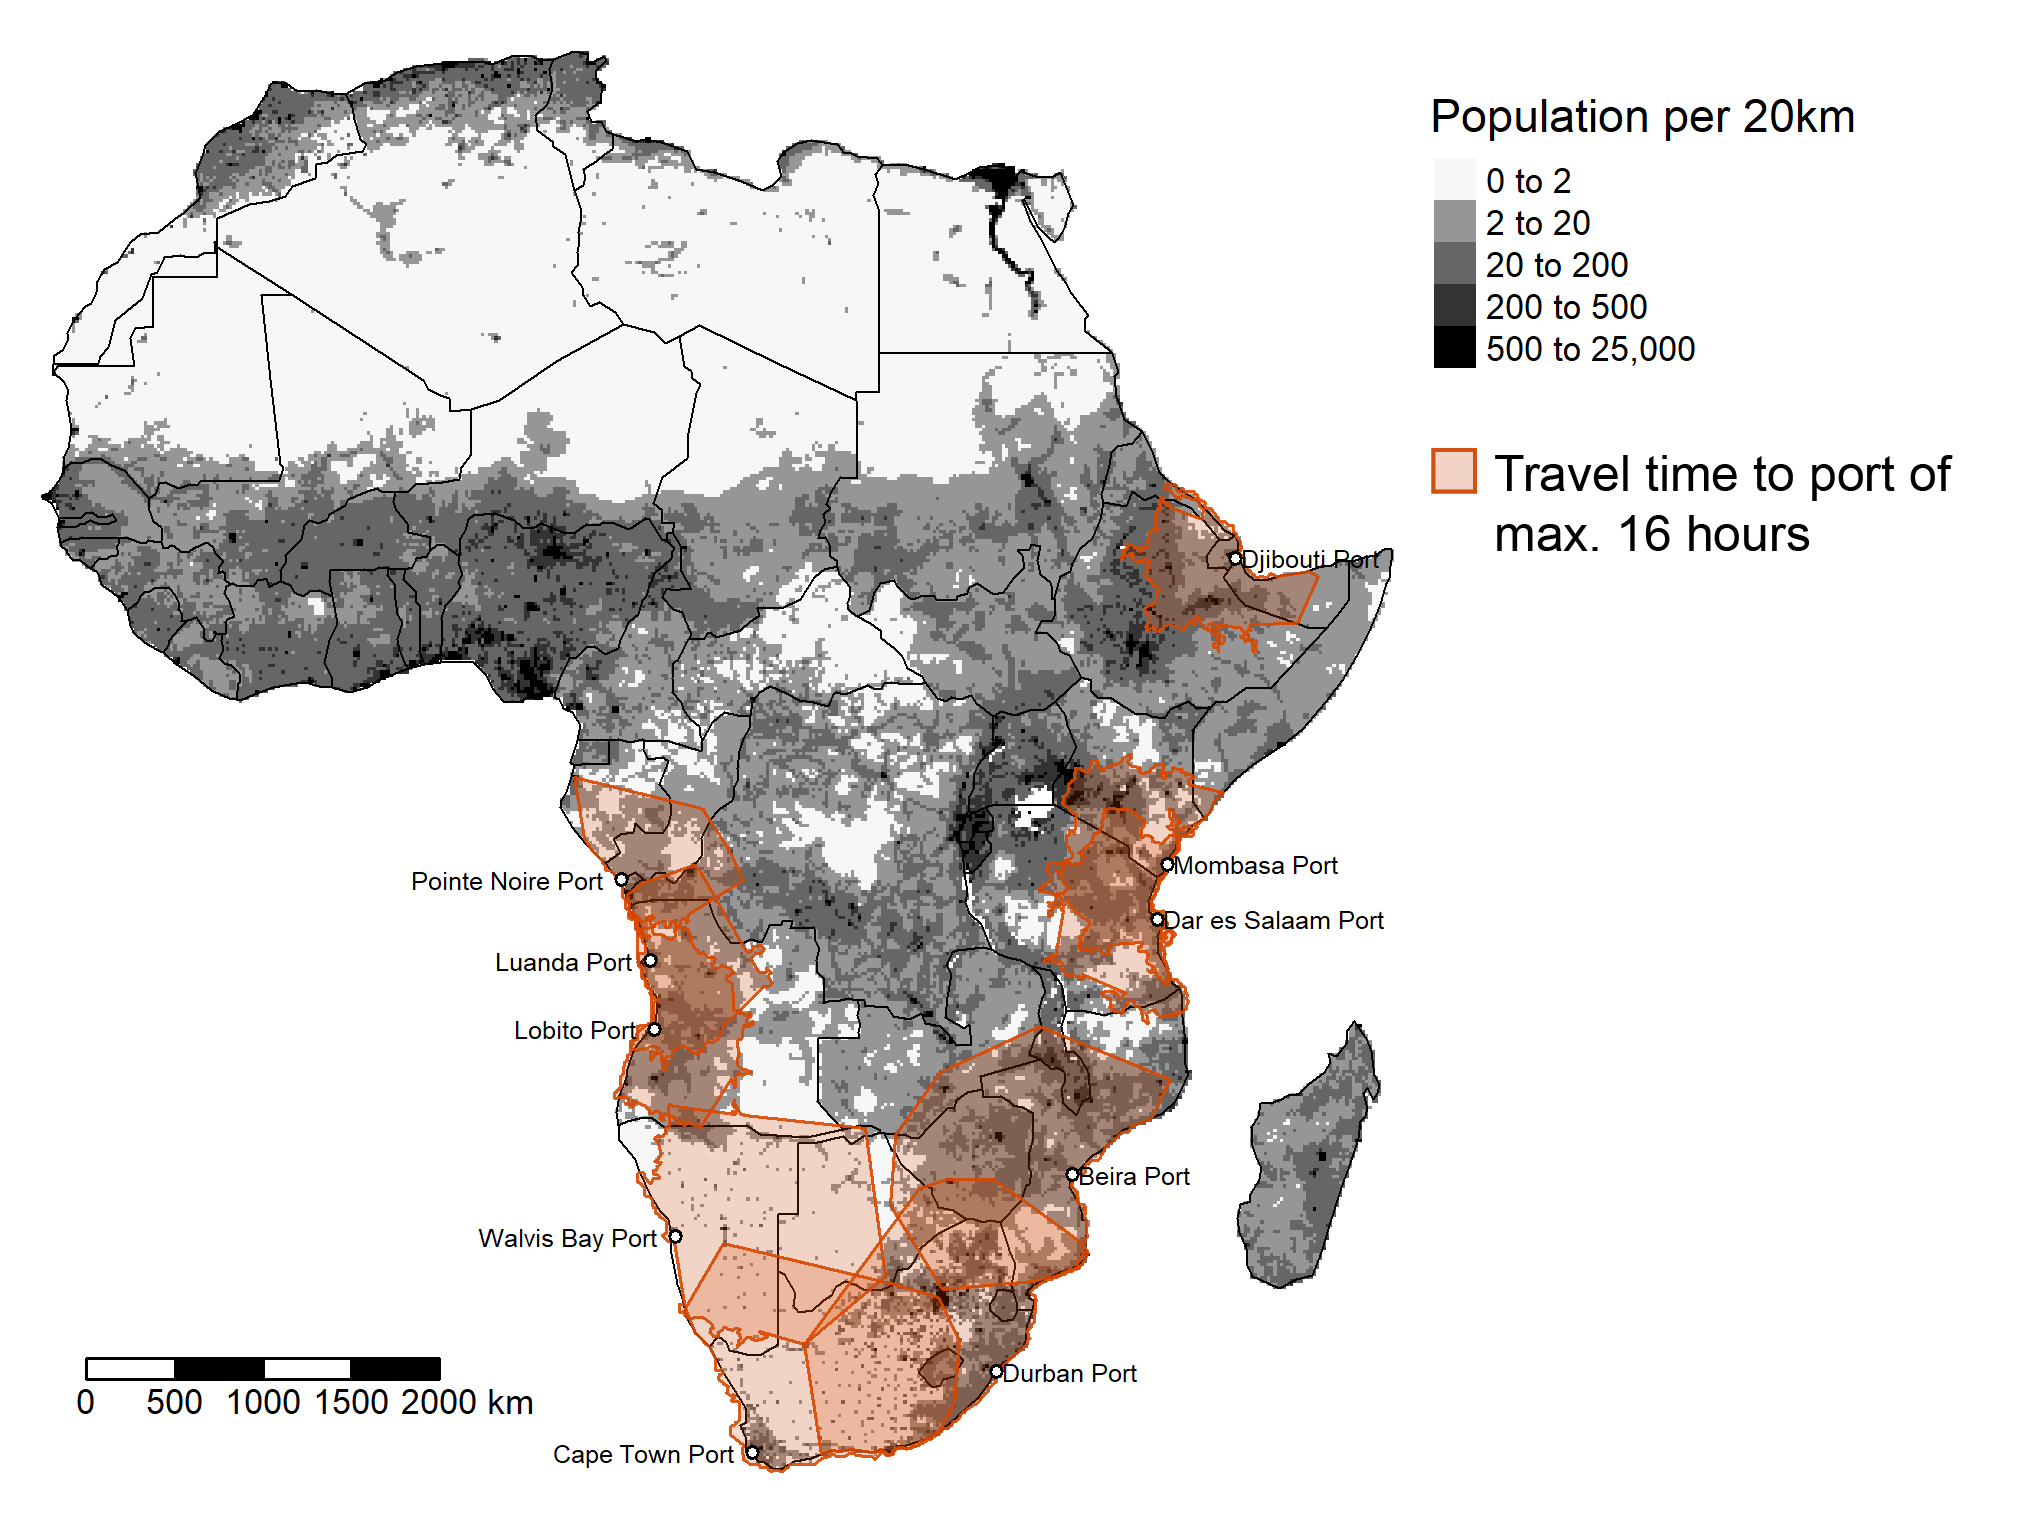 Population per 20km
0 to 2
2 to 20
20 to 200
200 to 500
500 to 25,000
Travel time to port of
max. 16 hours
Djibouti Port
Mombasa Port
Pointe Noire Port
Dar es Salaam Port
Luanda Port
Lobito Port
Beira Port
Walvis Bay Port
Durban Port
0 500 1000 1500 2000 km
Cape Town Port